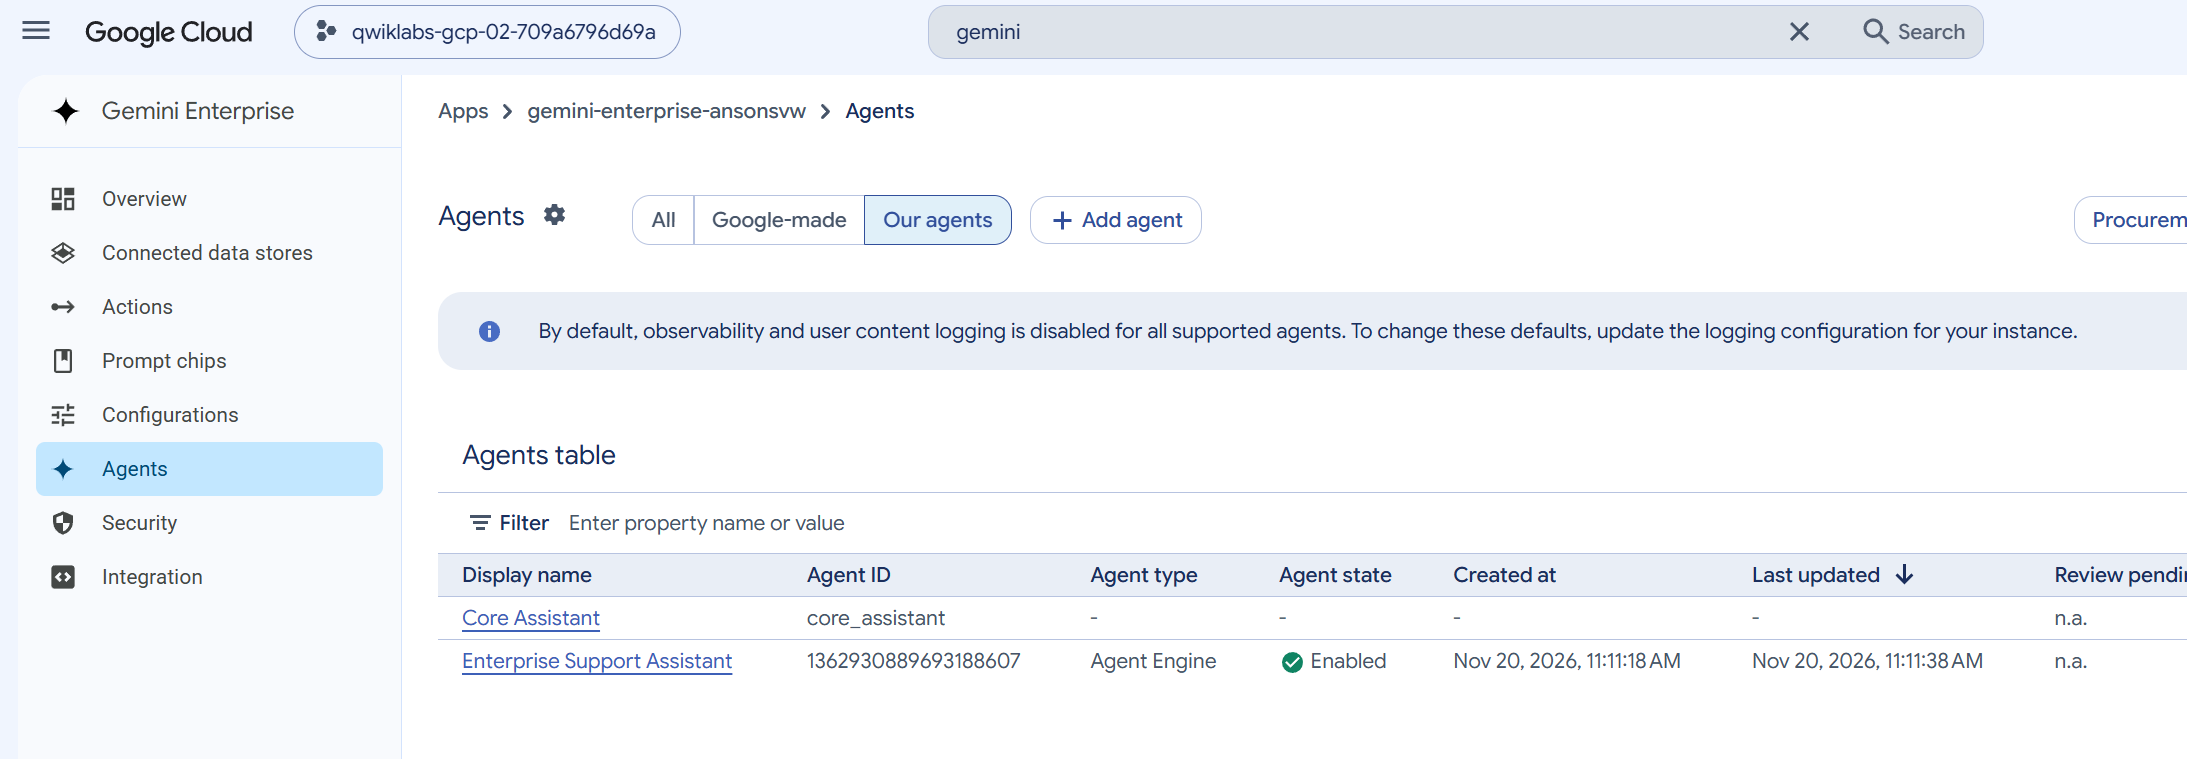 Google Cloud
qwiklabs-gcp-02-709a6796d69a
gemini
Search
Gemini Enterprise
Overview
Connected data stores
Actions
Prompt chips
Configurations
Agents
Security
Integration
Apps > gemini-enterprise-ansonsvw > Agents
Agents
All
Google-made
Our agents
+ Add agent
Procurem
By default, observability and user content logging is disabled for all supported agents. To change these defaults, update the logging configuration for your instance.
Agents table
Filter Enter property name or value
Display name Agent ID Agent type Agent state Created at Last updated Review pendin
Core Assistant core_assistant - - - - n.a.
Enterprise Support Assistant 1362930889693188607 Agent Engine Enabled Nov 20, 2026, 11:11:18 AM Nov 20, 2026, 11:11:38 AM n.a.